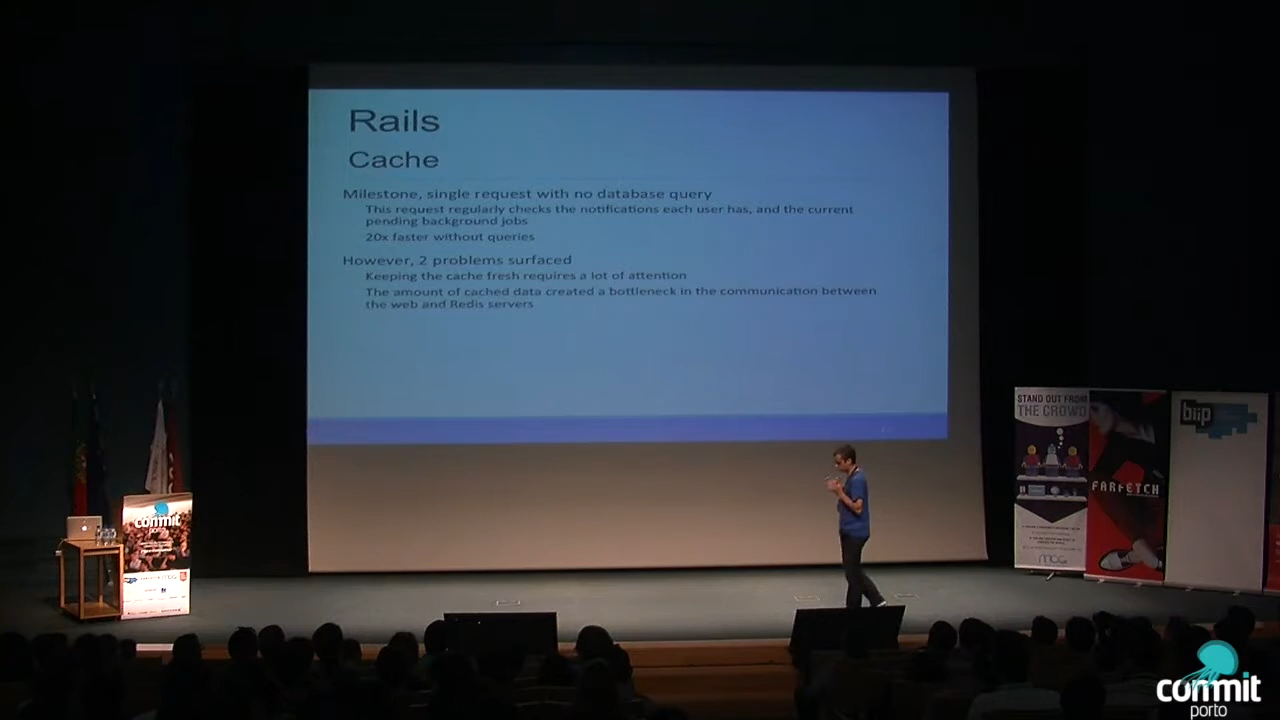 Rails
Cache
Milestone, single request with no database query
This request regularly checks the notifications each user has, and the current
pending background jobs
20x faster without queries
However, 2 problems surfaced
Keeping the cache fresh requires a lot of attention
The amount of cached data created a bottleneck in the communication between
the web and Redis servers
STAND OUT FROM
THE CROWD
FARFETCH
biip
commit
porto
commit
porto